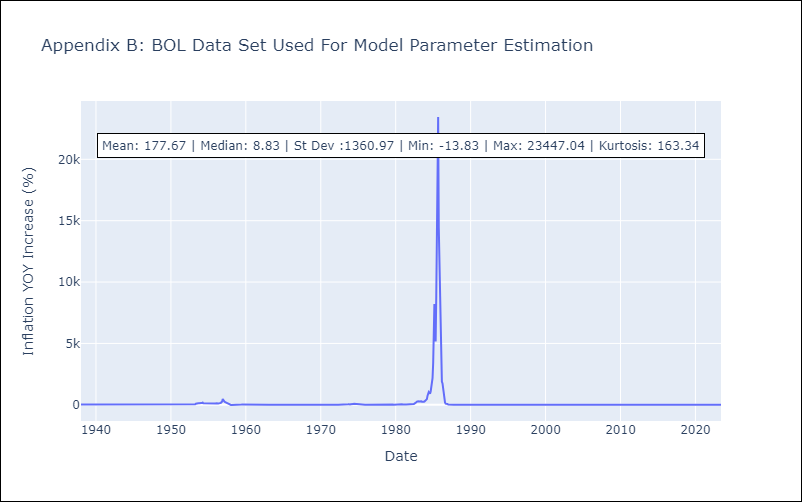 Appendix B: BOL Data Set Used For Model Parameter Estimation
Mean: 177.67 | Median: 8.83 | St Dev :1360.97 | Min: -13.83 | Max: 23447.04 | Kurtosis: 163.34
Inflation YOY Increase (%)
20k
15k
10k
5k
0
1940 1950 1960 1970 1980 1990 2000 2010 2020
Date